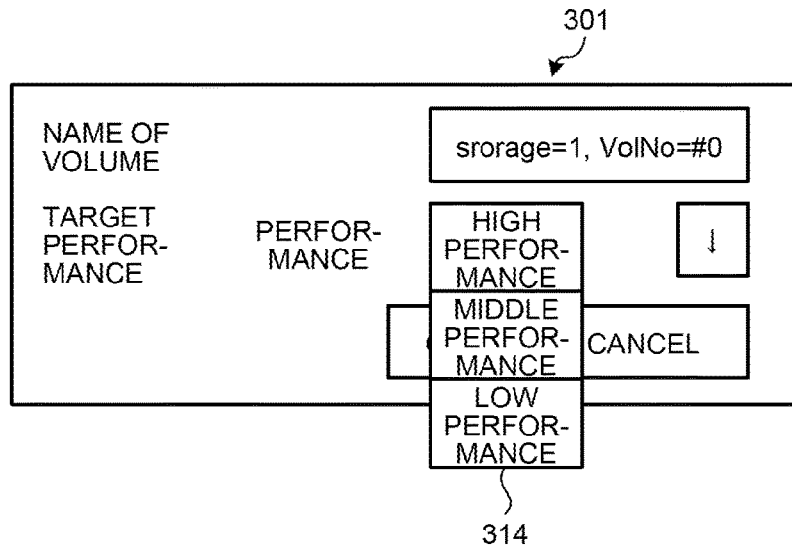 301
NAME OF
VOLUME
srorage=1, VolNo=#0
TARGET
PERFOR-
MANCE
PERFOR-
MANCE
HIGH
PERFOR-
MANCE
↓
MIDDLE
PERFOR-
MANCE
CANCEL
LOW
PERFOR-
MANCE
314